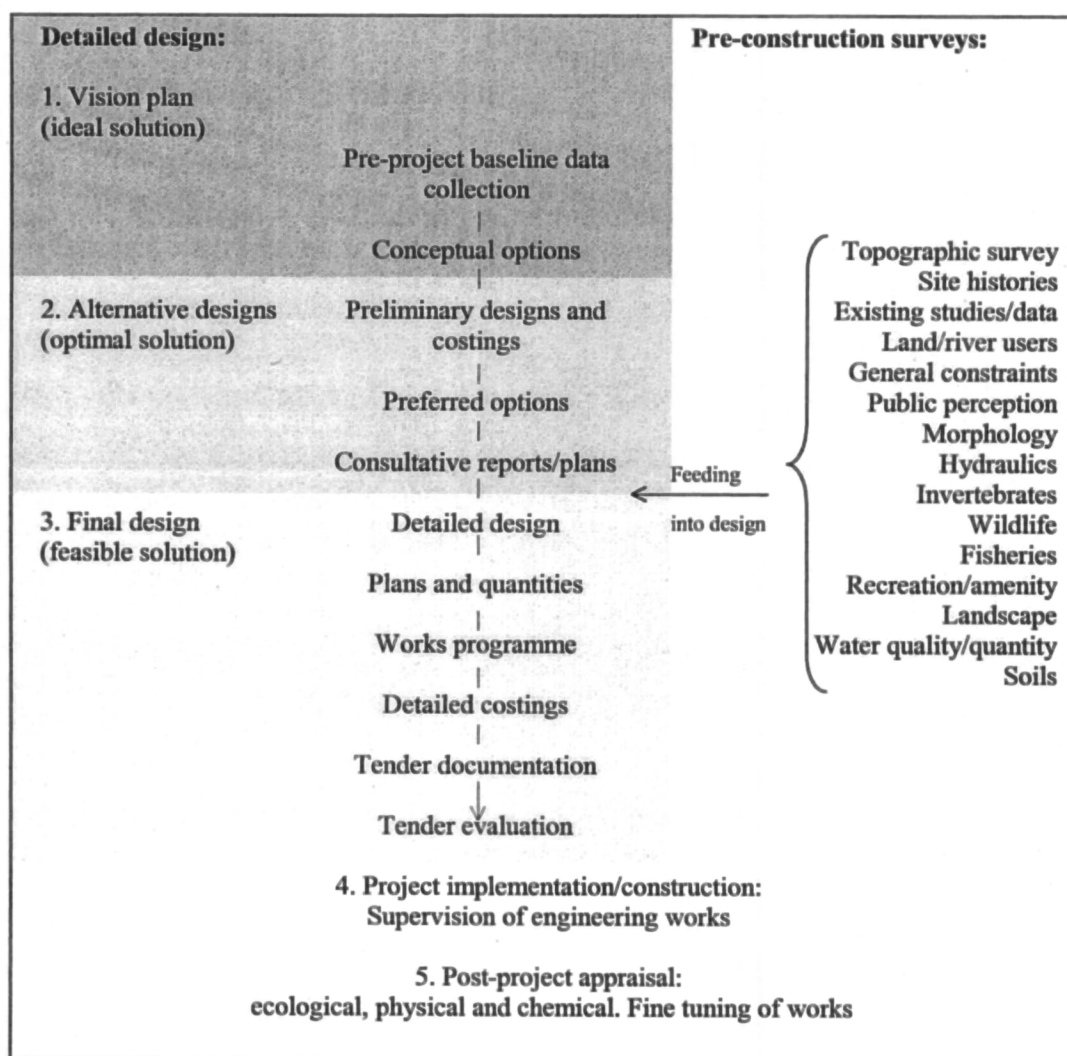 Detailed design:
1. Vision plan
(ideal solution)
Pre-project baseline data
collection
Conceptual options
2. Alternative designs
(optimal solution)
Preliminary designs and
costings
Preferred options
Consultative reports/plans
3. Final design
(feasible solution)
Detailed design
Plans and quantities
Works programme
Detailed costings
Tender documentation
Tender evaluation
Pre-construction surveys:
Topographic survey
Site histories
Existing studies/data
Land/river users
General constraints
Public perception
Morphology
Hydraulics
Invertebrates
Wildlife
Fisheries
Recreation/amenity
Landscape
Water quality/quantity
Soils
Feeding
into design
4. Project implementation/construction:
Supervision of engineering works
5. Post-project appraisal:
ecological, physical and chemical. Fine tuning of works